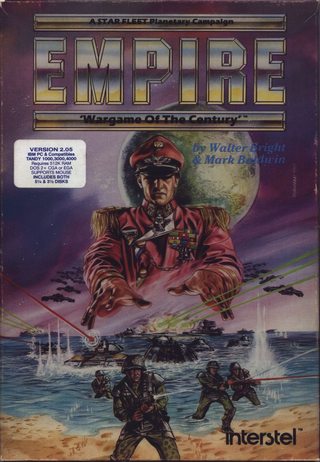 A STAR FLEET Planetary Campaign
EMPIRE
'Wargame Of The Century'™
VERSION 2.05
IBM PC & Compatibles
TANDY 1000,3000,4000
Requires 512K RAM
DOS 2+ CGA or EGA
SUPPORTS MOUSE
INCLUDES BOTH
5¼ & 3½ DISKS
by Walter Bright
& Mark Baldwin
interstel™